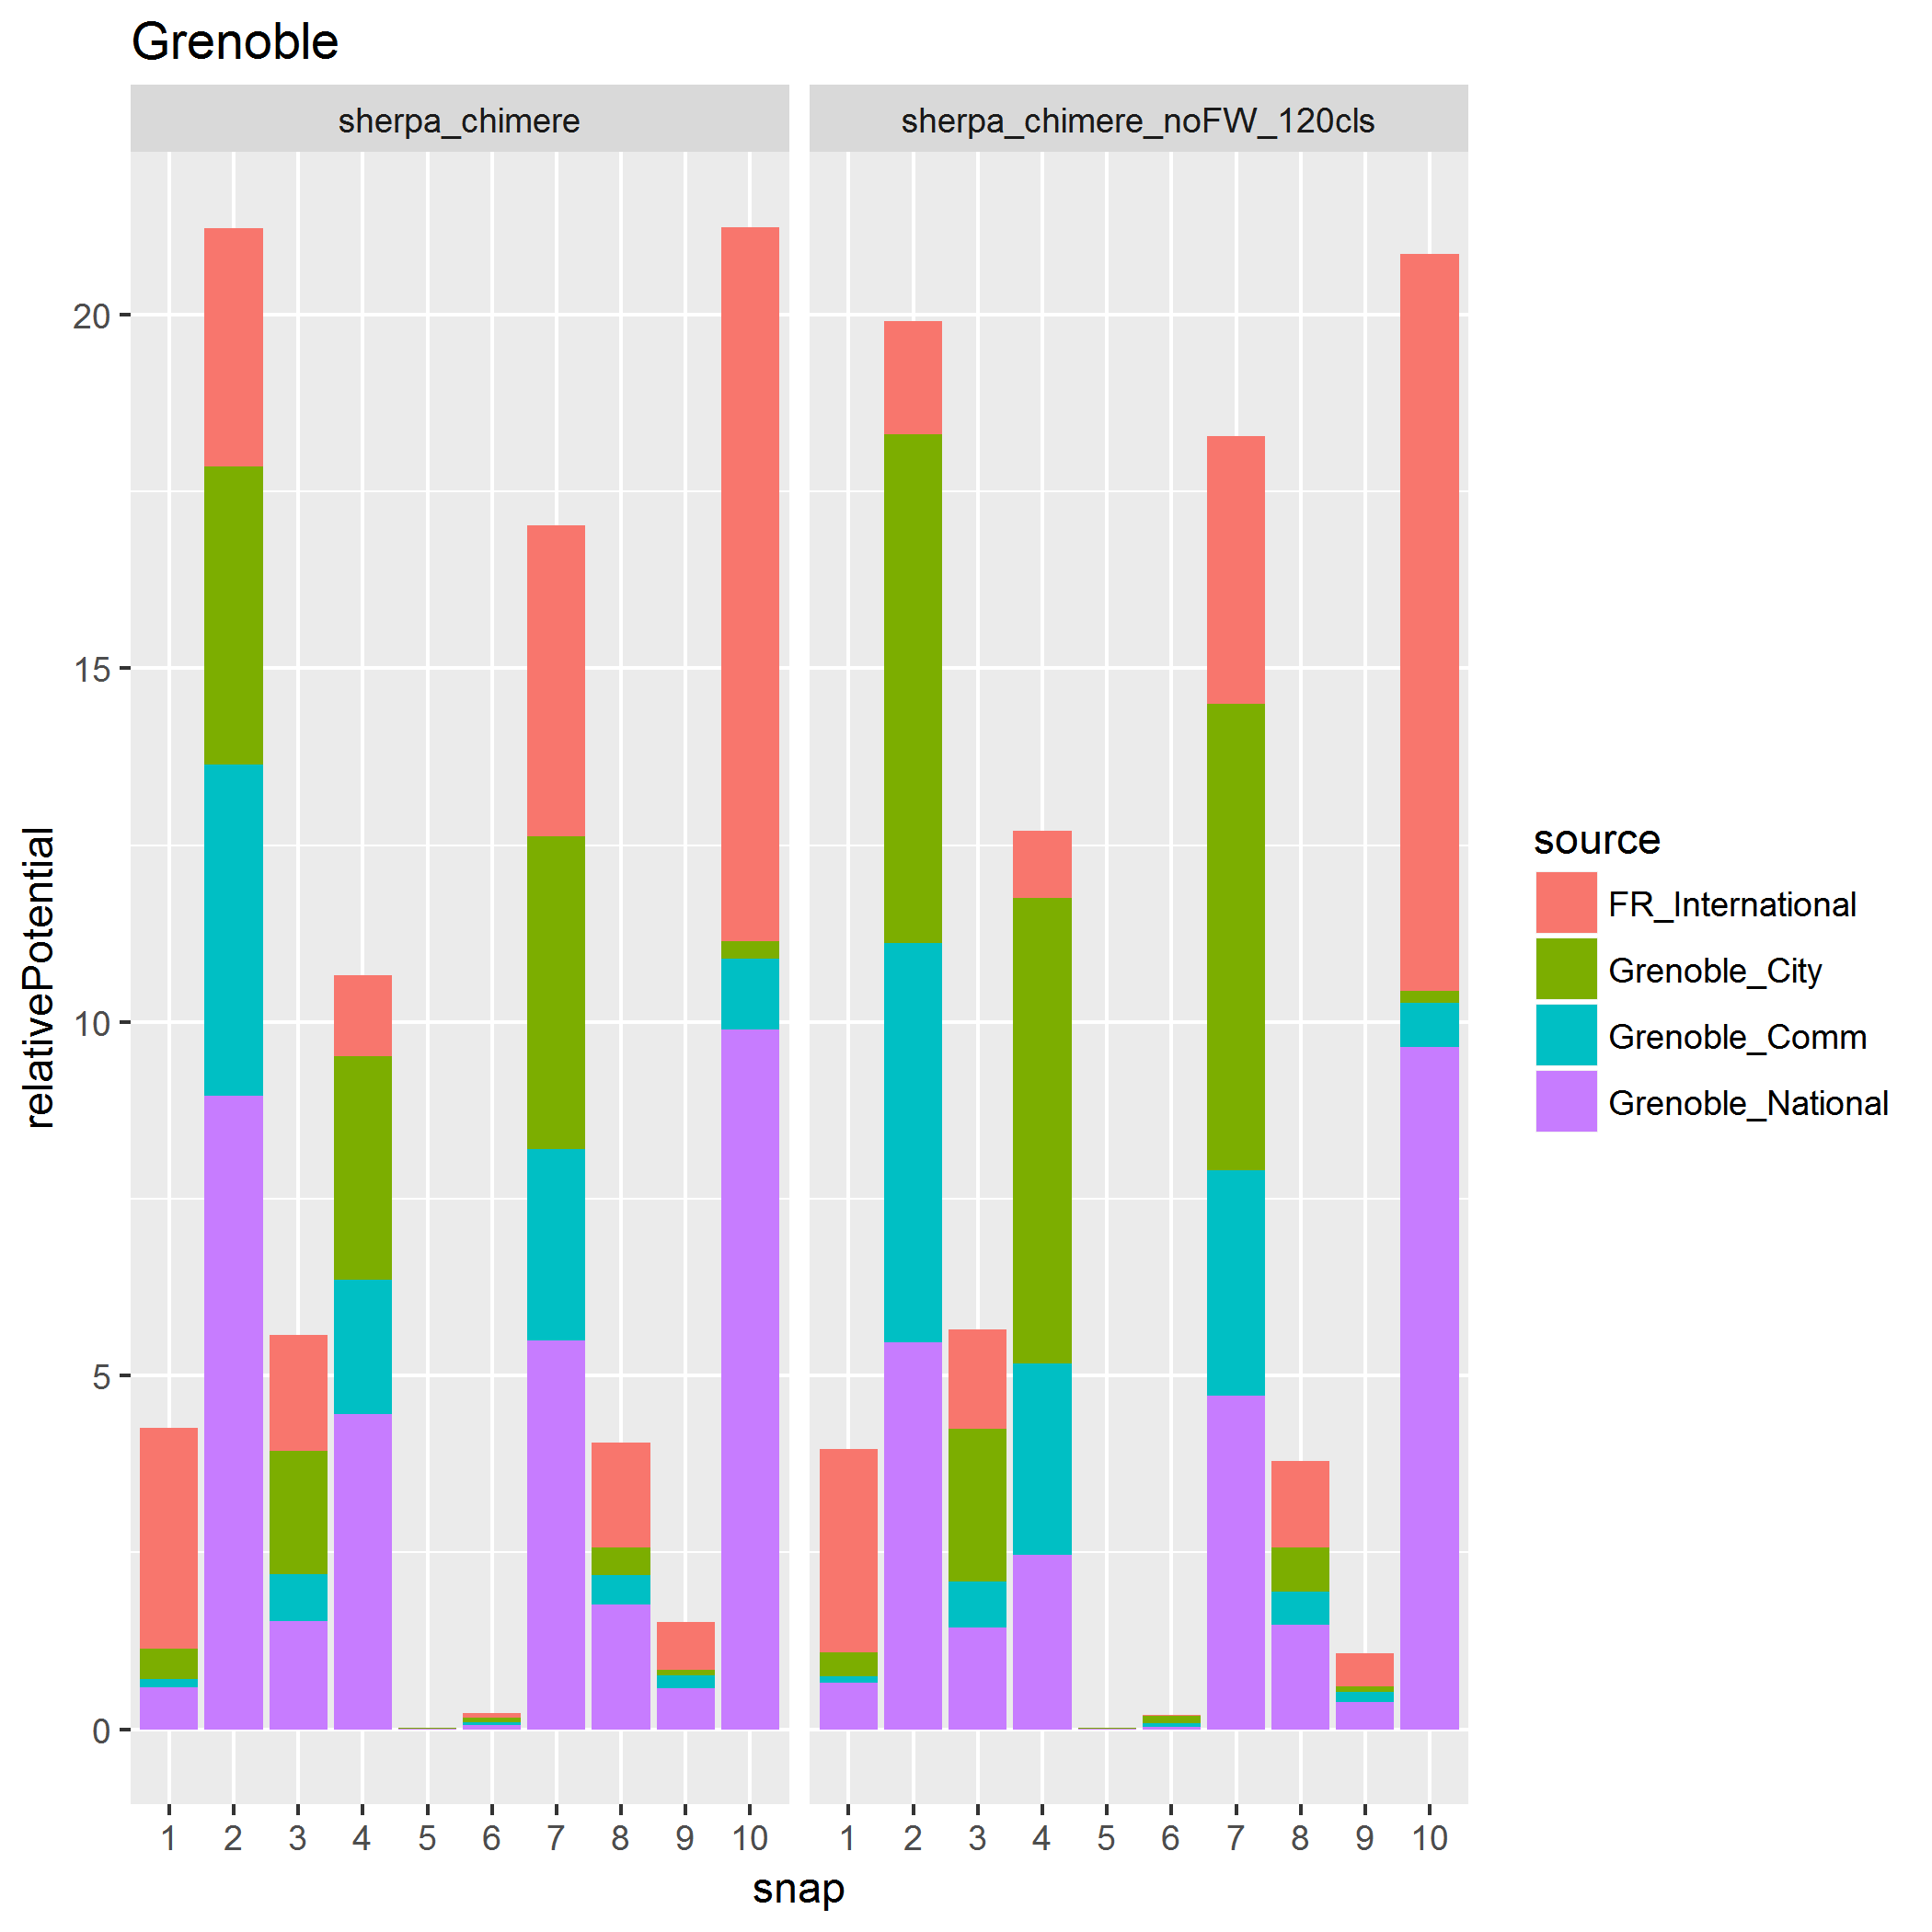 Grenoble
sherpa_chimere
sherpa_chimere_noFW_120cls
relativePotential
20
15
10
5
0
1 2 3 4 5 6 7 8 9 10
1 2 3 4 5 6 7 8 9 10
snap
source
FR_International
Grenoble_City
Grenoble_Comm
Grenoble_National